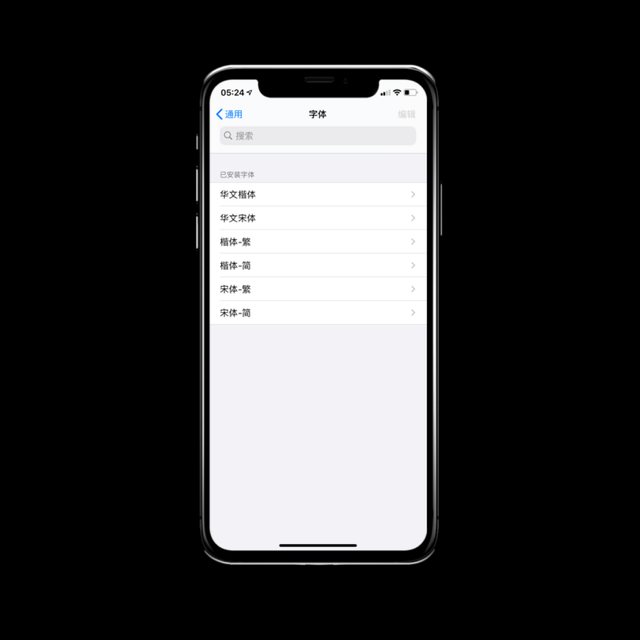 05:24
通用
字体
编辑
搜索
已安装字体
华文楷体
华文宋体
楷体-繁
楷体-简
宋体-繁
宋体-简